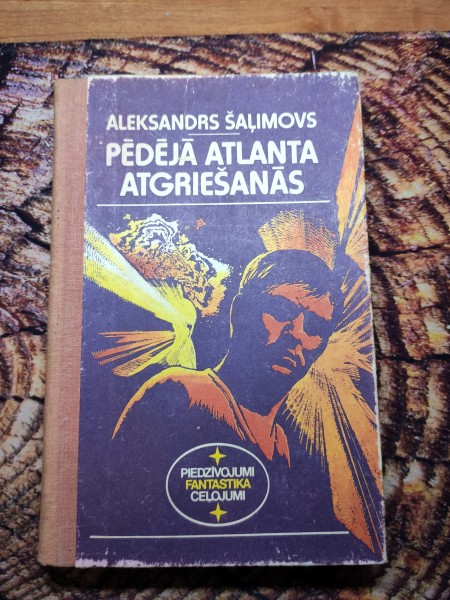 ALEKSANDRS ŠAĻIMOVS
PĒDĒJĀ ATLANTA
ATGRIEŠANĀS
PIEDZĪVOJUMI
FANTASTIKA
CEĻOJUMI